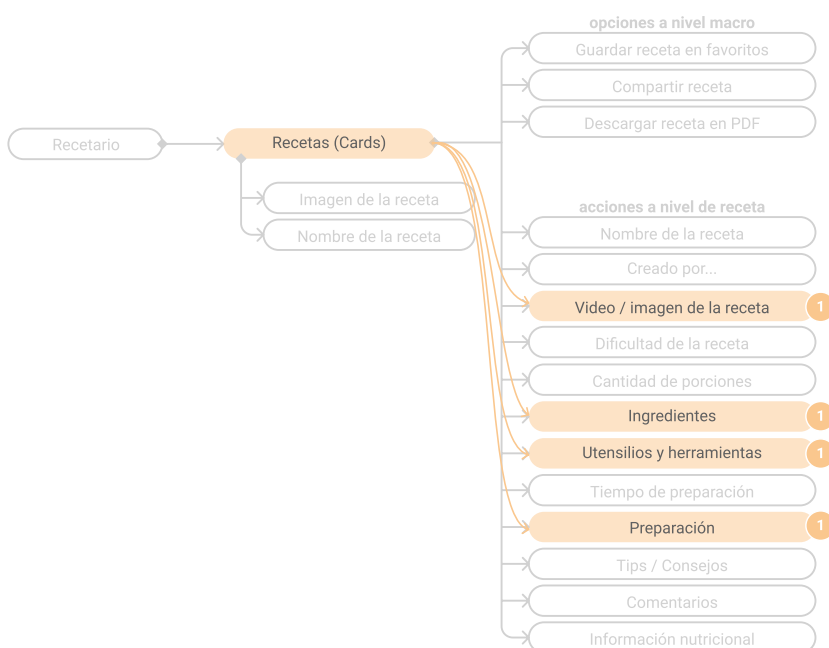 opciones a nivel macro
Guardar receta en favoritos
Compartir receta
Descargar receta en PDF
Recetario
Recetas (Cards)
Imagen de la receta
Nombre de la receta
acciones a nivel de receta
Nombre de la receta
Creado por...
Video / imagen de la receta 1
Dificultad de la receta
Cantidad de porciones
Ingredientes 1
Utensilios y herramientas 1
Tiempo de preparación
Preparación 1
Tips / Consejos
Comentarios
Información nutricional